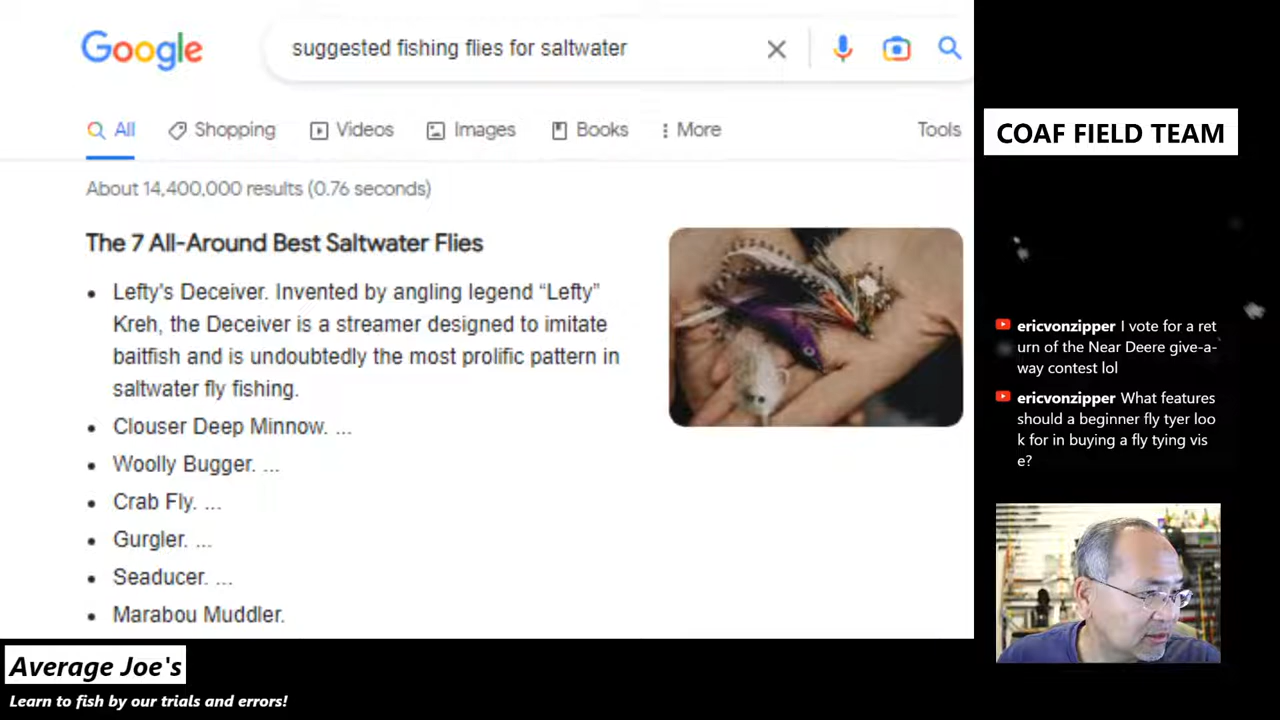 Google
suggested fishing flies for saltwater
All
Shopping
Videos
Images
Books
More
Tools
About 14,400,000 results (0.76 seconds)
The 7 All-Around Best Saltwater Flies
• Lefty's Deceiver. Invented by angling legend “Lefty”
Kreh, the Deceiver is a streamer designed to imitate
baitfish and is undoubtedly the most prolific pattern in
saltwater fly fishing.
• Clouser Deep Minnow. ...
• Woolly Bugger. ...
• Crab Fly. ...
• Gurgler. ...
• Seaducer. ...
• Marabou Muddler.
COAF FIELD TEAM
ericvonzipper I vote for a ret
urn of the Near Deere give-a-
way contest lol
ericvonzipper What features
should a beginner fly tyer loo
k for in buying a fly tying vis
e?
Average Joe's
Learn to fish by our trials and errors!